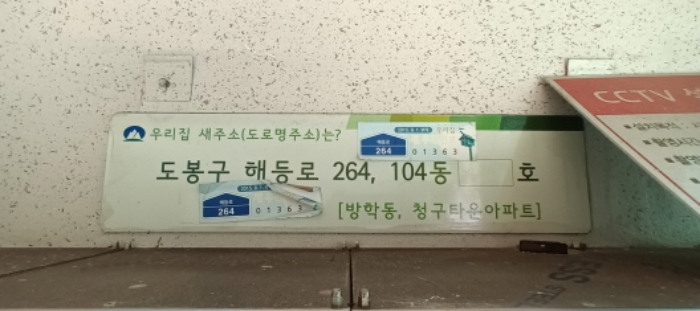 우리집 새주소(도로명주소)는?
해등로
264
01363
도봉구 해등로 264, 104동 호
해등로
264
01363
[방학동, 청구타운아파트]
CCTV